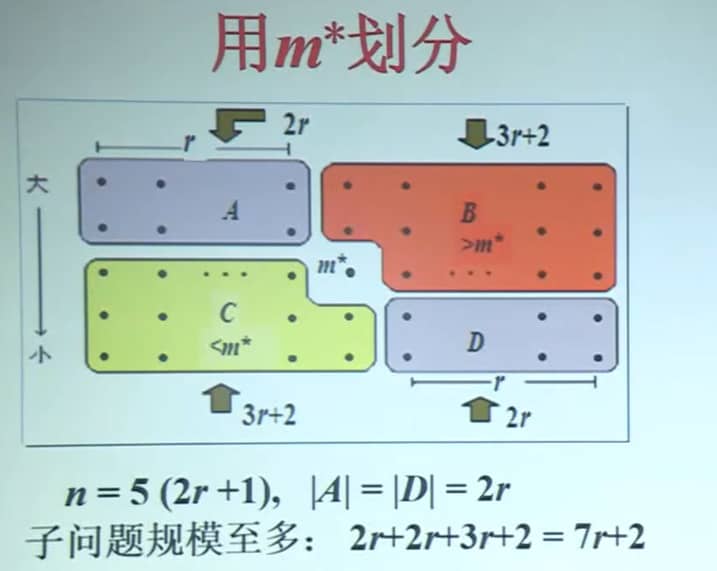 用m*划分
r
2r
3r+2
大
A
B
>m*
m*
C
<m*
D
小
r
3r+2
2r
n = 5 (2r +1), |A| = |D| = 2r
子问题规模至多: 2r+2r+3r+2 = 7r+2